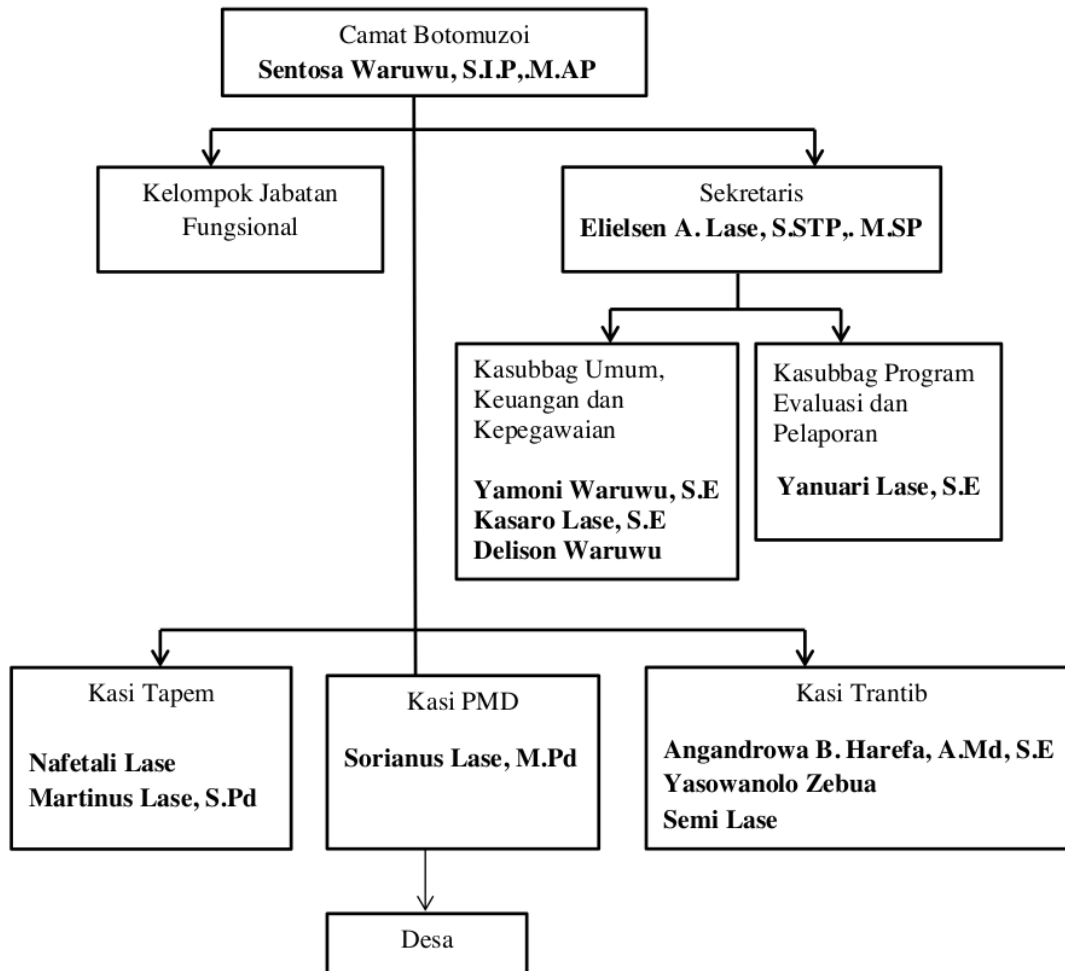 Camat Botomuzoi
Sentosa Waruwu, S.I.P,.M.AP
Kelompok Jabatan
Fungsional
Sekretaris
Elielsen A. Lase, S.STP,. M.SP
Kasubbag Umum,
Keuangan dan
Kepegawaian
Yamoni Waruwu, S.E
Kasaro Lase, S.E
Delison Waruwu
Kasubbag Program
Evaluasi dan
Pelaporan
Yanuari Lase, S.E
Kasi Tapem
Nafetali Lase
Martinus Lase, S.Pd
Kasi PMD
Sorianus Lase, M.Pd
Kasi Trantib
Angandrowa B. Harefa, A.Md, S.E
Yasowanolo Zebua
Semi Lase
Desa